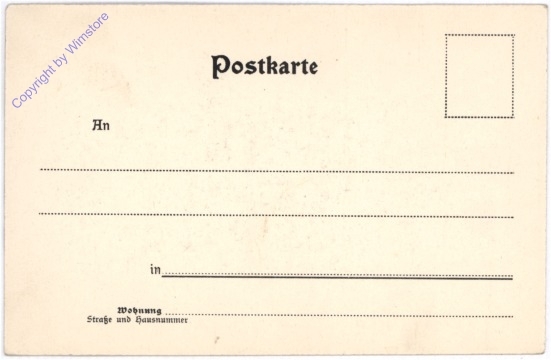 Copyright by Wimstore
Postkarte
An
in
Wohnung
Straße und Hausnummer